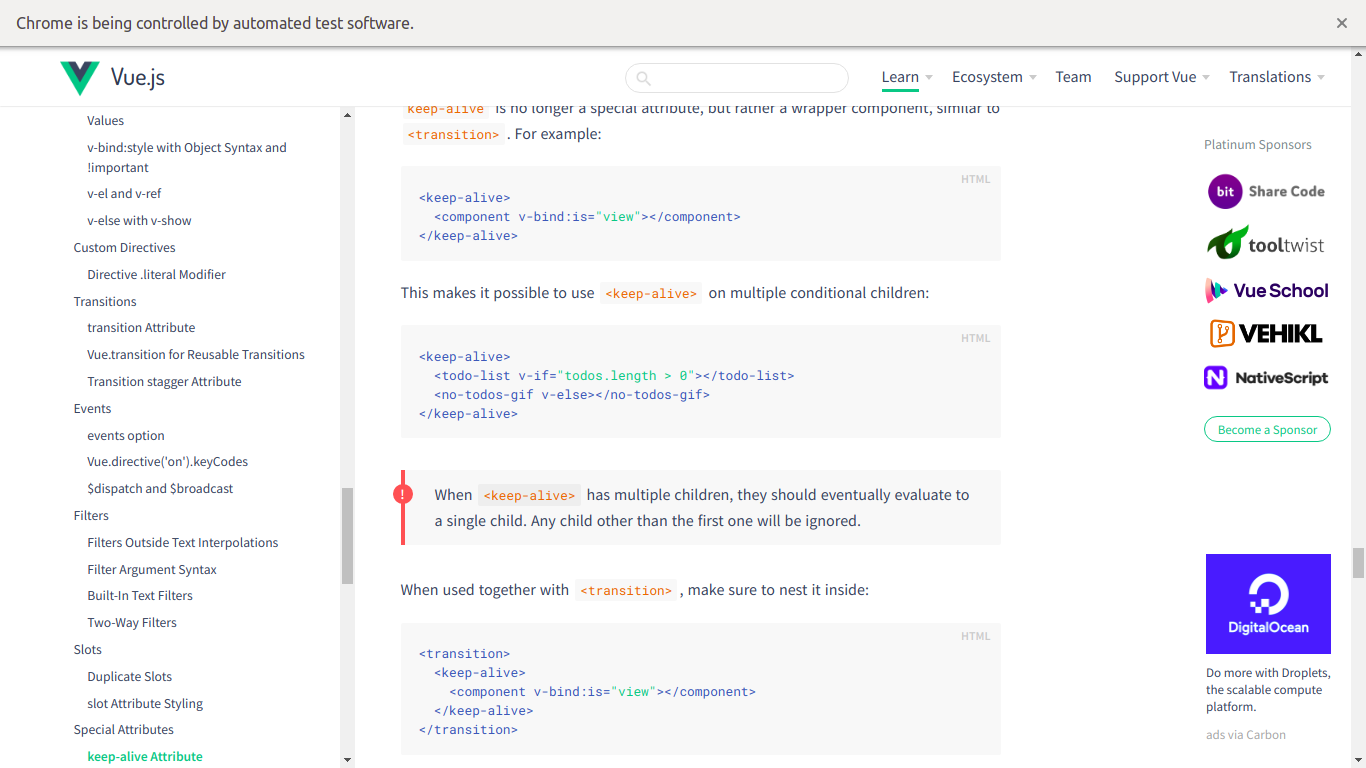 Chrome is being controlled by automated test software.
Vue.js
Learn
Ecosystem
Team
Support Vue
Translations
Values
v-bind:style with Object Syntax and
!important
v-el and v-ref
v-else with v-show
Custom Directives
Directive .literal Modifier
Transitions
transition Attribute
Vue.transition for Reusable Transitions
Transition stagger Attribute
Events
events option
Vue.directive('on').keyCodes
$dispatch and $broadcast
Filters
Filters Outside Text Interpolations
Filter Argument Syntax
Built-In Text Filters
Two-Way Filters
Slots
Duplicate Slots
slot Attribute Styling
Special Attributes
keep-alive Attribute
keep-alive is no longer a special attribute, but rather a wrapper component, similar to
<transition> . For example:
HTML
<keep-alive>
  <component v-bind:is="view"></component>
</keep-alive>
This makes it possible to use <keep-alive> on multiple conditional children:
HTML
<keep-alive>
  <todo-list v-if="todos.length > 0"></todo-list>
  <no-todos-gif v-else></no-todos-gif>
</keep-alive>
!
When <keep-alive> has multiple children, they should eventually evaluate to
a single child. Any child other than the first one will be ignored.
When used together with <transition> , make sure to nest it inside:
HTML
<transition>
  <keep-alive>
    <component v-bind:is="view"></component>
  </keep-alive>
</transition>
Platinum Sponsors
bit Share Code
tooltwist
Vue School
VEHIKL
NativeScript
Become a Sponsor
DigitalOcean
Do more with Droplets,
the scalable compute
platform.
ads via Carbon